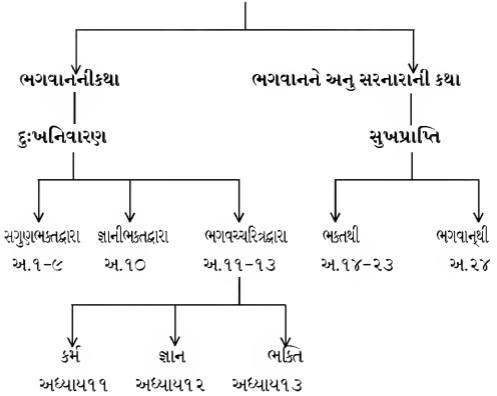 ભગવાનનીકથા ભગવાનને અનુ સરનારાની કથા
દુઃખનિવારણ સુખપ્રાપ્તિ
સગુણભક્તદ્વારા જ્ઞાનીભક્તદ્વારા ભગવચ્ચરિત્રદ્વારા ભક્તથી ભગવાન્‌થી
અ.૧-૯ અ.૧૦ અ.૧૧-૧૩ અ.૧૪-૨૩ અ.૨૪
કર્મ જ્ઞાન ભક્તિ
અધ્યાય૧૧ અધ્યાય૧૨ અધ્યાય૧૩